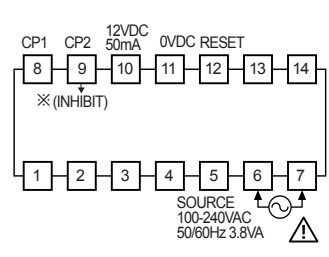 12VDC
CP1 CP2 50mA 0VDC RESET
8 9 10 11 12 13 14
※(INHIBIT)
1 2 3 4 5 6 7
SOURCE
100-240VAC
50/60Hz 3.8VA